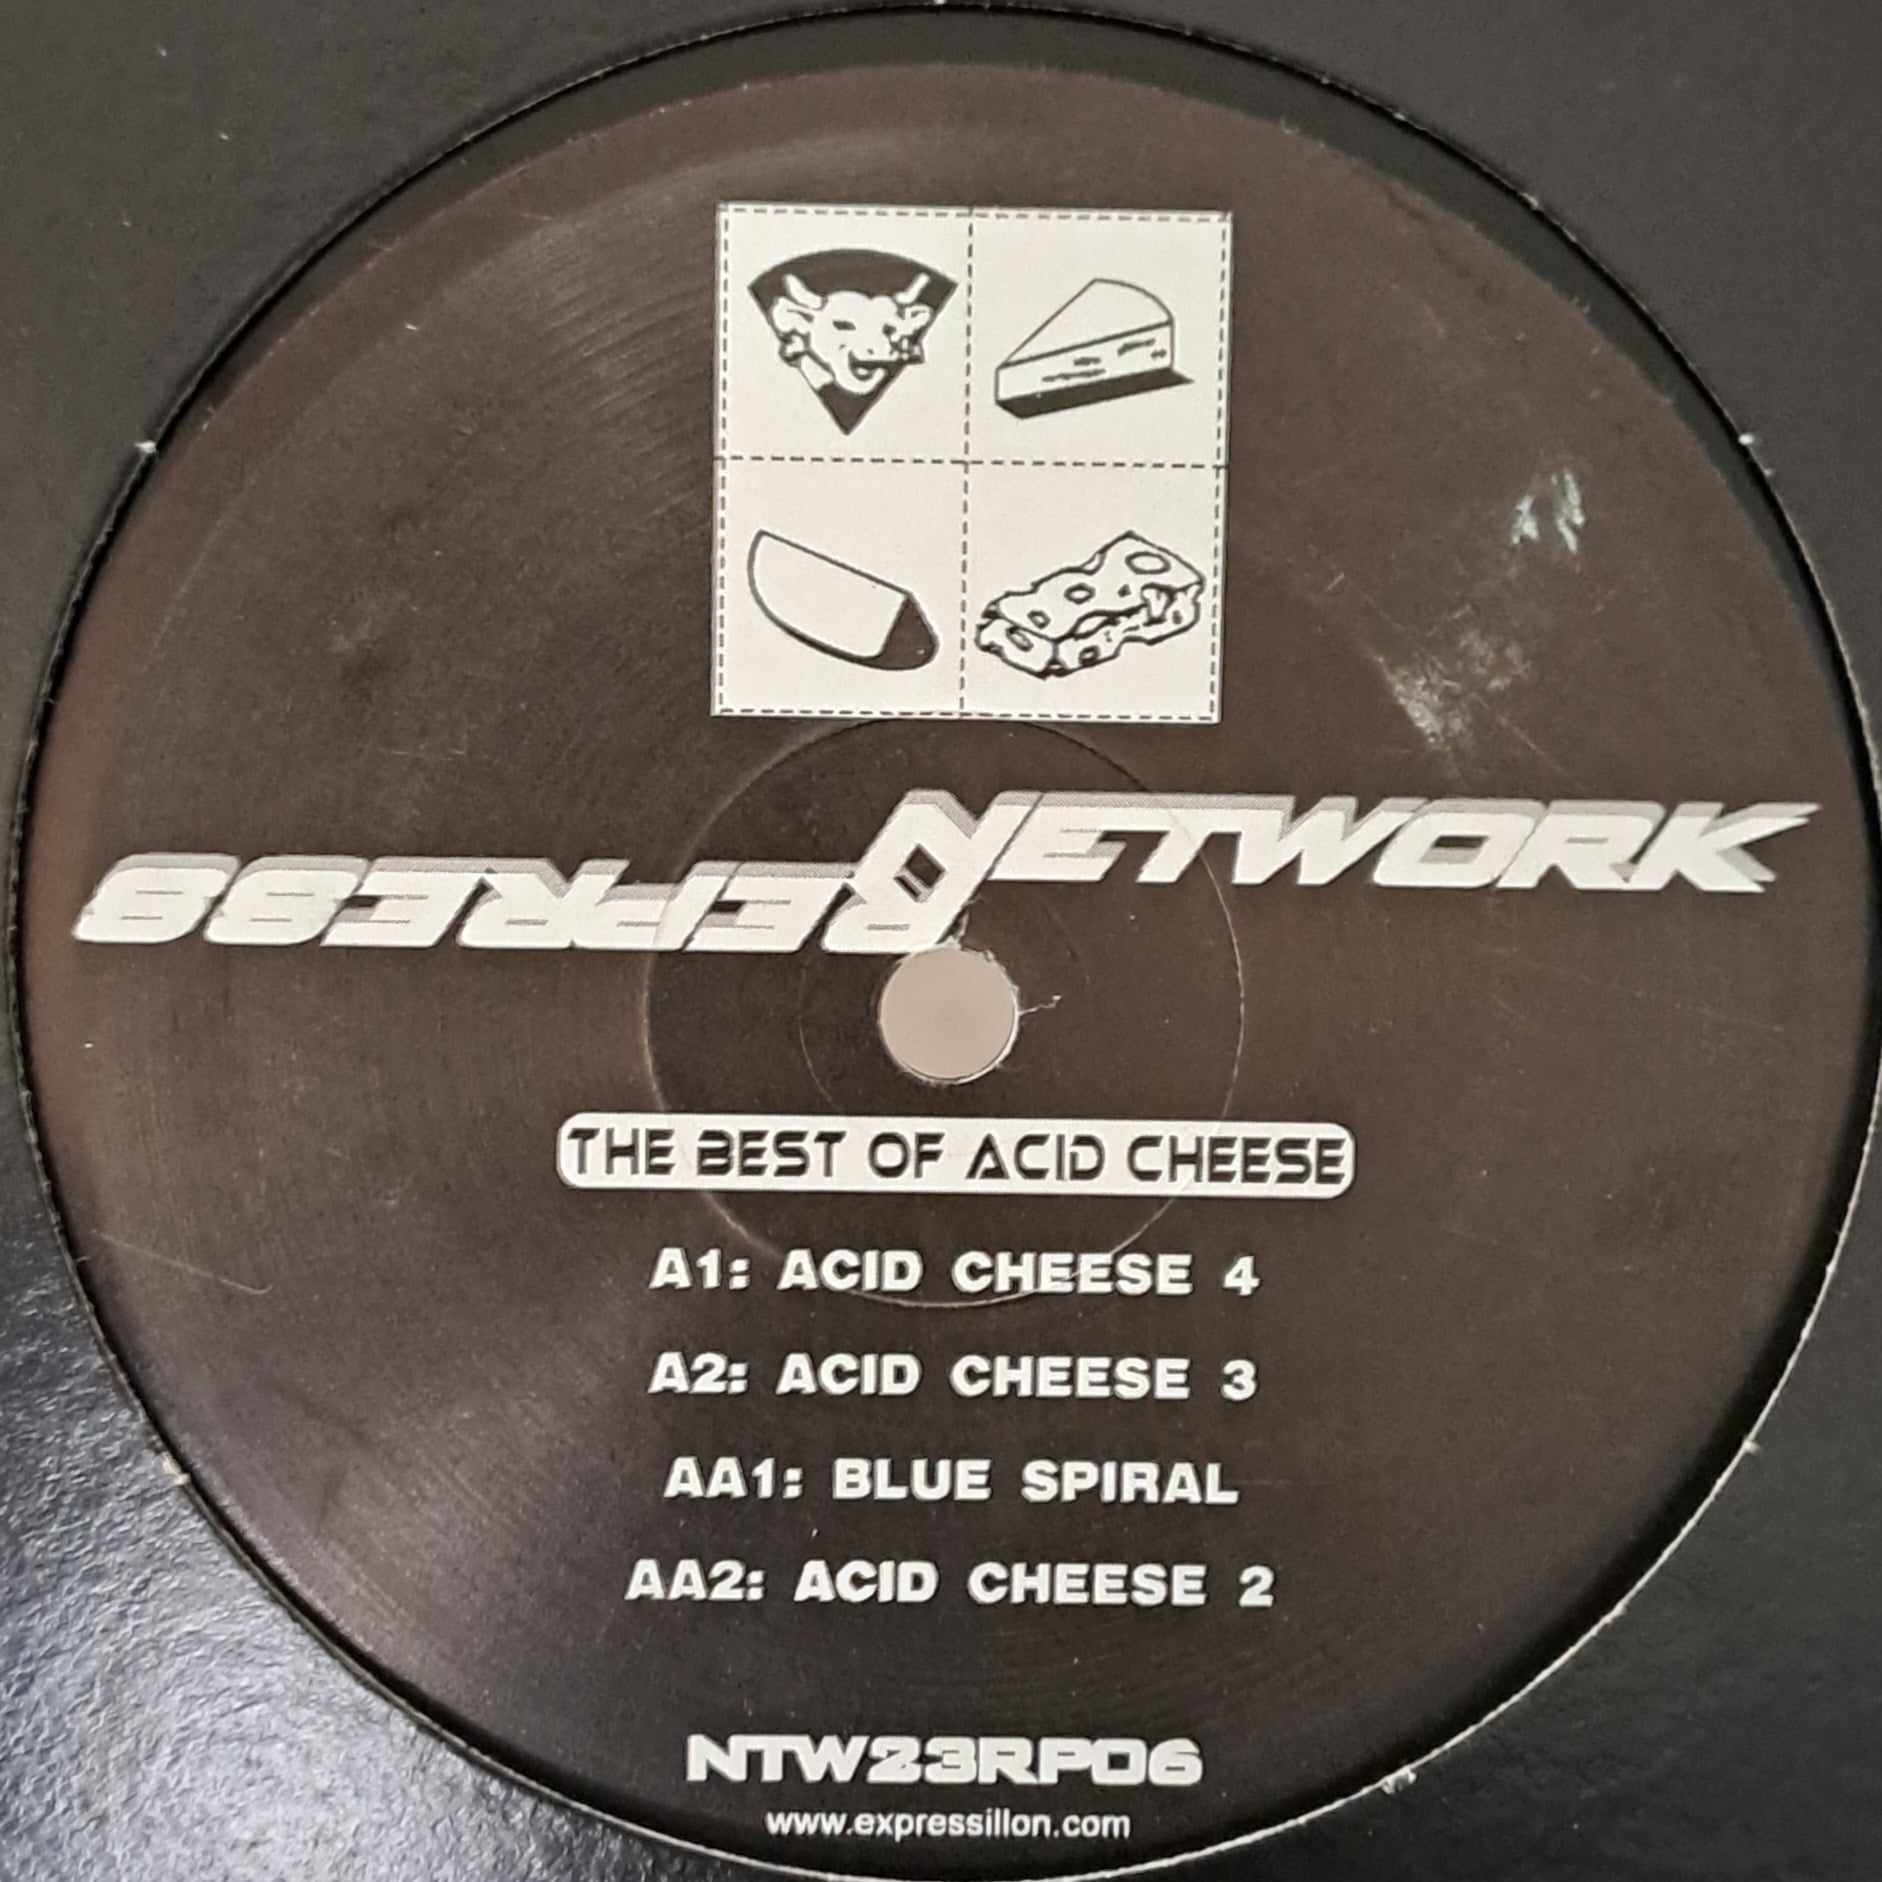 NETWORK
REPRESS
THE BEST OF ACID CHEESE
A1: ACID CHEESE 4
A2: ACID CHEESE 3
AA1: BLUE SPIRAL
AA2: ACID CHEESE 2
NTW23RP06
www.expressillon.com